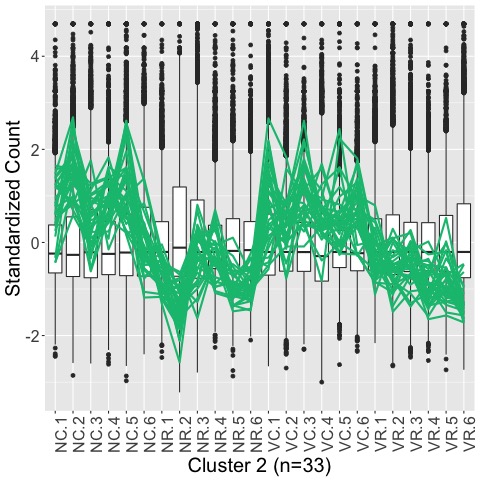 Standardized Count
4
2
0
-2
NC.1
NC.2
NC.3
NC.4
NC.5
NC.6
NR.1
NR.2
NR.3
NR.4
NR.5
NR.6
VC.1
VC.2
VC.3
VC.4
VC.5
VC.6
VR.1
VR.2
VR.3
VR.4
VR.5
VR.6
Cluster 2 (n=33)